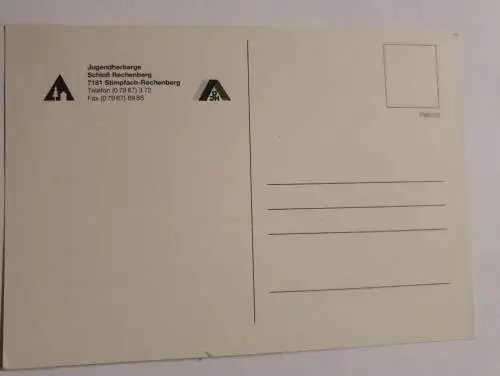 Jugendherberge
Schloß Rechenberg
7181 Stimpfach-Rechenberg
Telefon (0 79 67) 3 72
Fax (0 79 67) 89 85